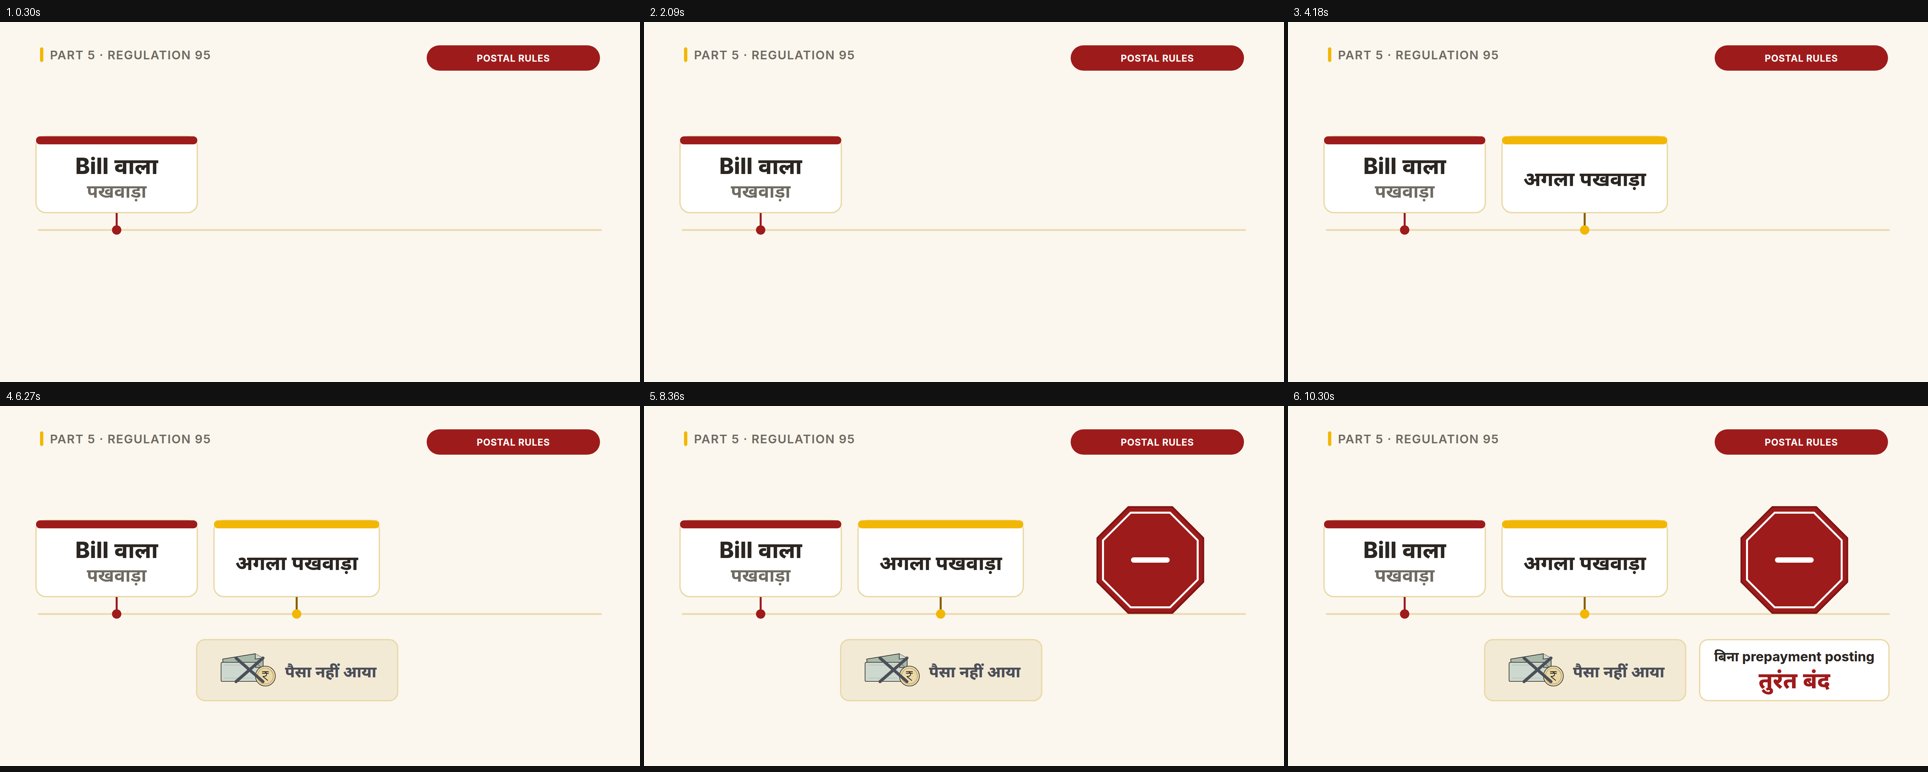 1. 0.30s
PART 5 · REGULATION 95
POSTAL RULES
Bill वाला
पखवाड़ा
2. 2.09s
PART 5 · REGULATION 95
POSTAL RULES
Bill वाला
पखवाड़ा
3. 4.18s
PART 5 · REGULATION 95
POSTAL RULES
Bill वाला
पखवाड़ा
अगला पखवाड़ा
4. 6.27s
PART 5 · REGULATION 95
POSTAL RULES
Bill वाला
पखवाड़ा
अगला पखवाड़ा
₹
पैसा नहीं आया
5. 8.36s
PART 5 · REGULATION 95
POSTAL RULES
Bill वाला
पखवाड़ा
अगला पखवाड़ा
₹
पैसा नहीं आया
6. 10.30s
PART 5 · REGULATION 95
POSTAL RULES
Bill वाला
पखवाड़ा
अगला पखवाड़ा
₹
पैसा नहीं आया
बिना prepayment posting
तुरंत बंद